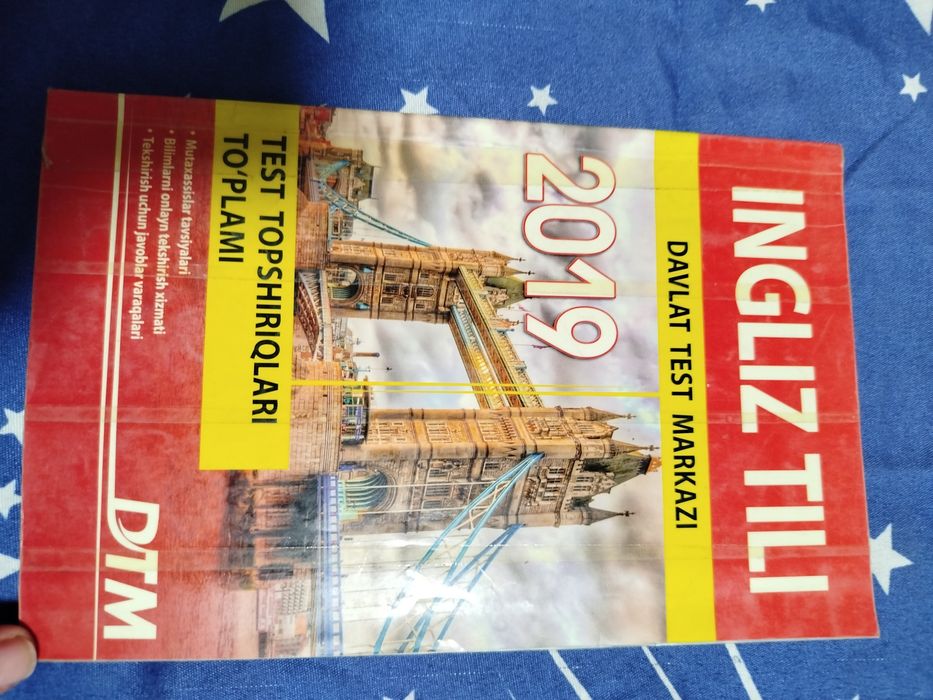 INGLIZ TILI
DAVLAT TEST MARKAZI
2019
TEST TOPSHIRIQLARI
TO‘PLAMI
• Mutaxassislar tavsiyalari
• Bilimlarni onlayn tekshirish xizmati
• Tekshirish uchun javoblar varaqalari
DTM